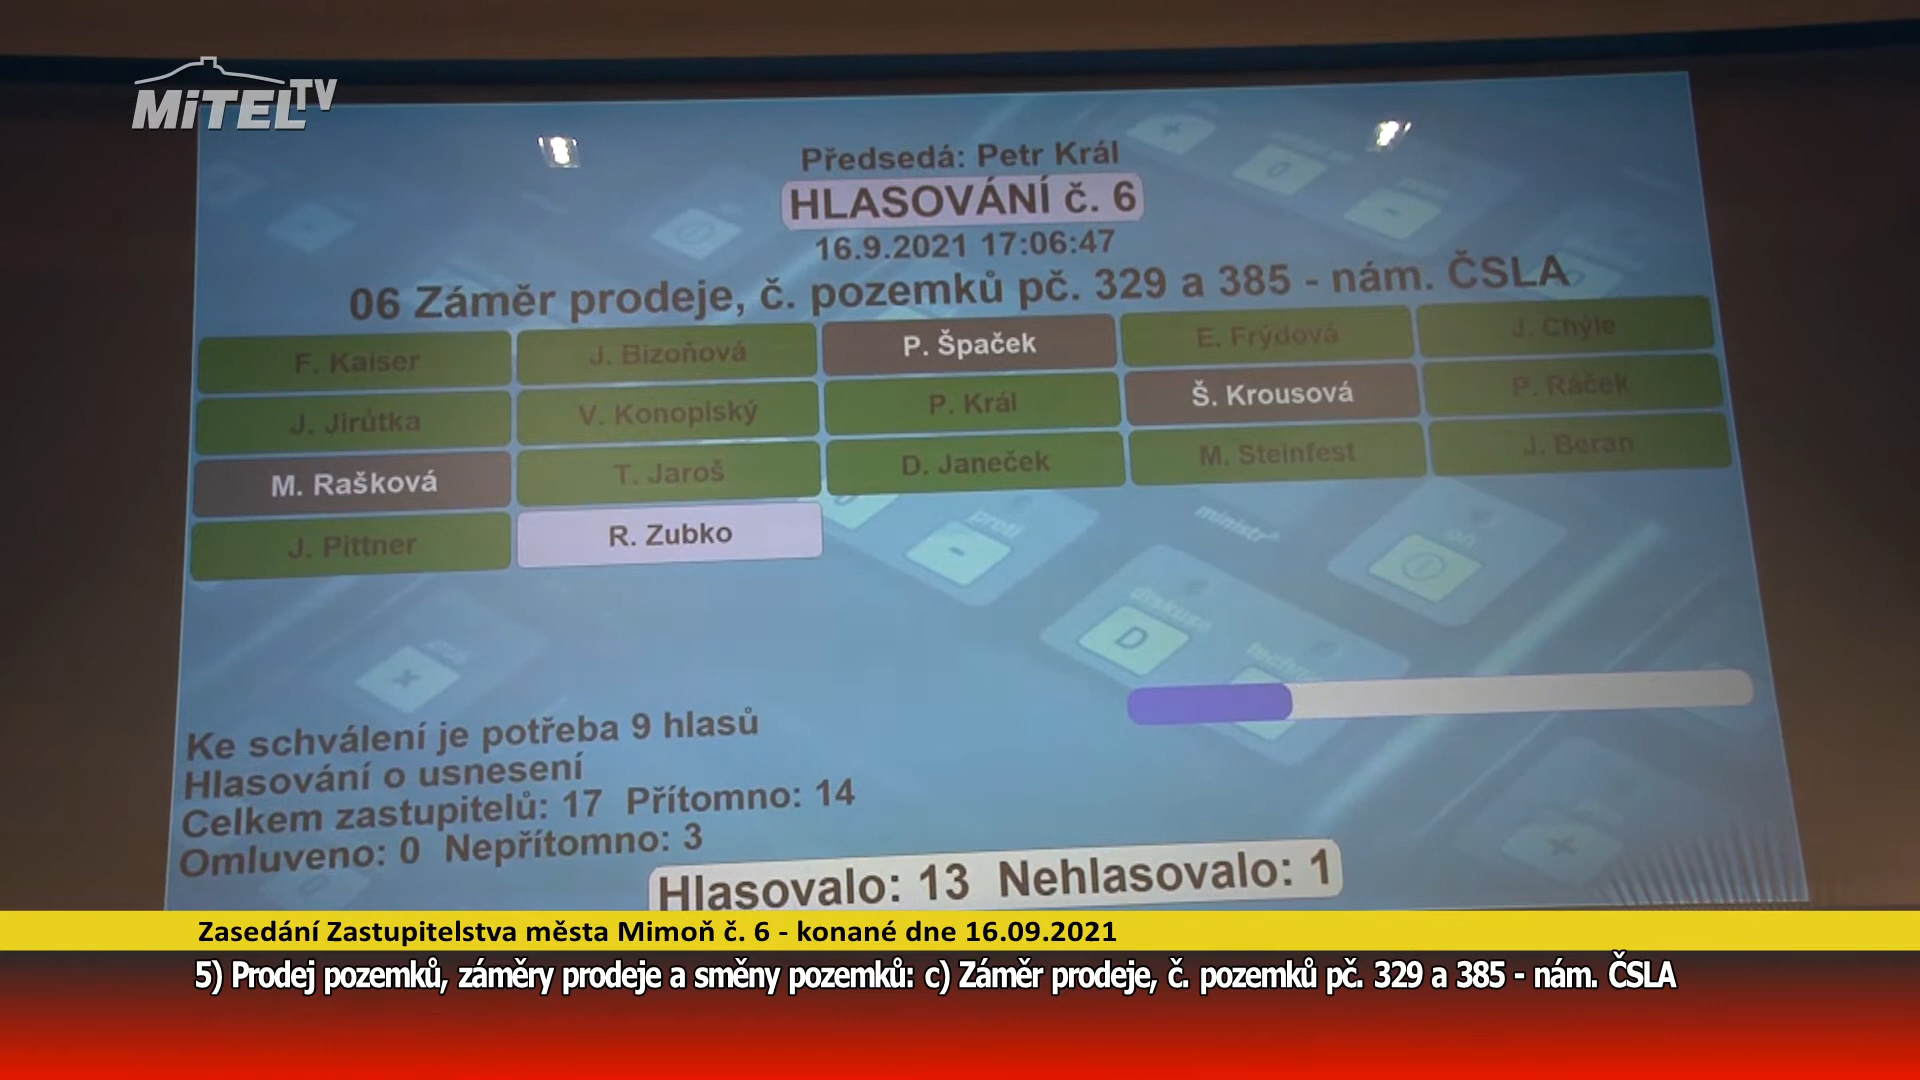 MiTEL TV
Předsedá: Petr Král
HLASOVÁNÍ č. 6
16.9.2021 17:06:47
06 Záměr prodeje, č. pozemků pč. 329 a 385 - nám. ČSLA
F. Kaiser J. Bizoňová P. Špaček E. Frýdová J. Chýle
J. Jirůtka V. Konopiský P. Král Š. Krousová P. Ráček
M. Rašková T. Jaroš D. Janeček M. Steinfest J. Beran
J. Pittner R. Zubko
proti
D
Ke schválení je potřeba 9 hlasů
Hlasování o usnesení
Celkem zastupitelů: 17 Přítomno: 14
Omluveno: 0 Nepřítomno: 3
Hlasovalo: 13 Nehlasovalo: 1
Zasedání Zastupitelstva města Mimoň č. 6 - konané dne 16.09.2021
5) Prodej pozemků, záměry prodeje a směny pozemků: c) Záměr prodeje, č. pozemků pč. 329 a 385 - nám. ČSLA